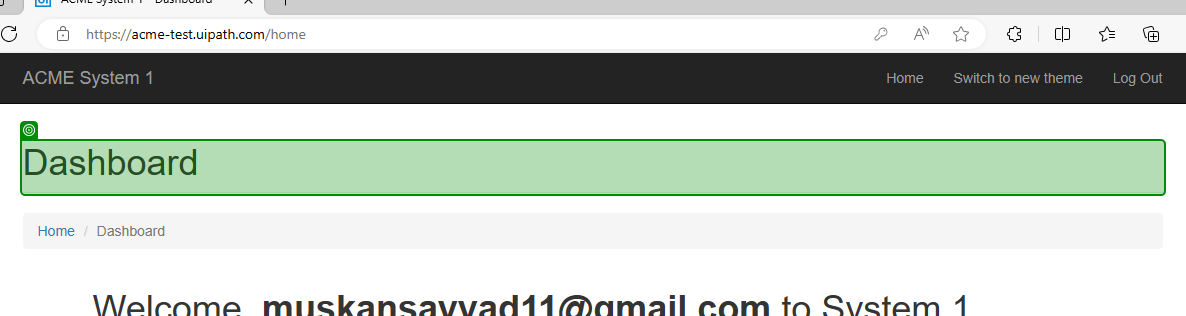 ACME System 1 - Dashboard
https://acme-test.uipath.com/home
ACME System 1 Home Switch to new theme Log Out
Dashboard
Home / Dashboard
Welcome, muskansayyad11@gmail.com to System 1